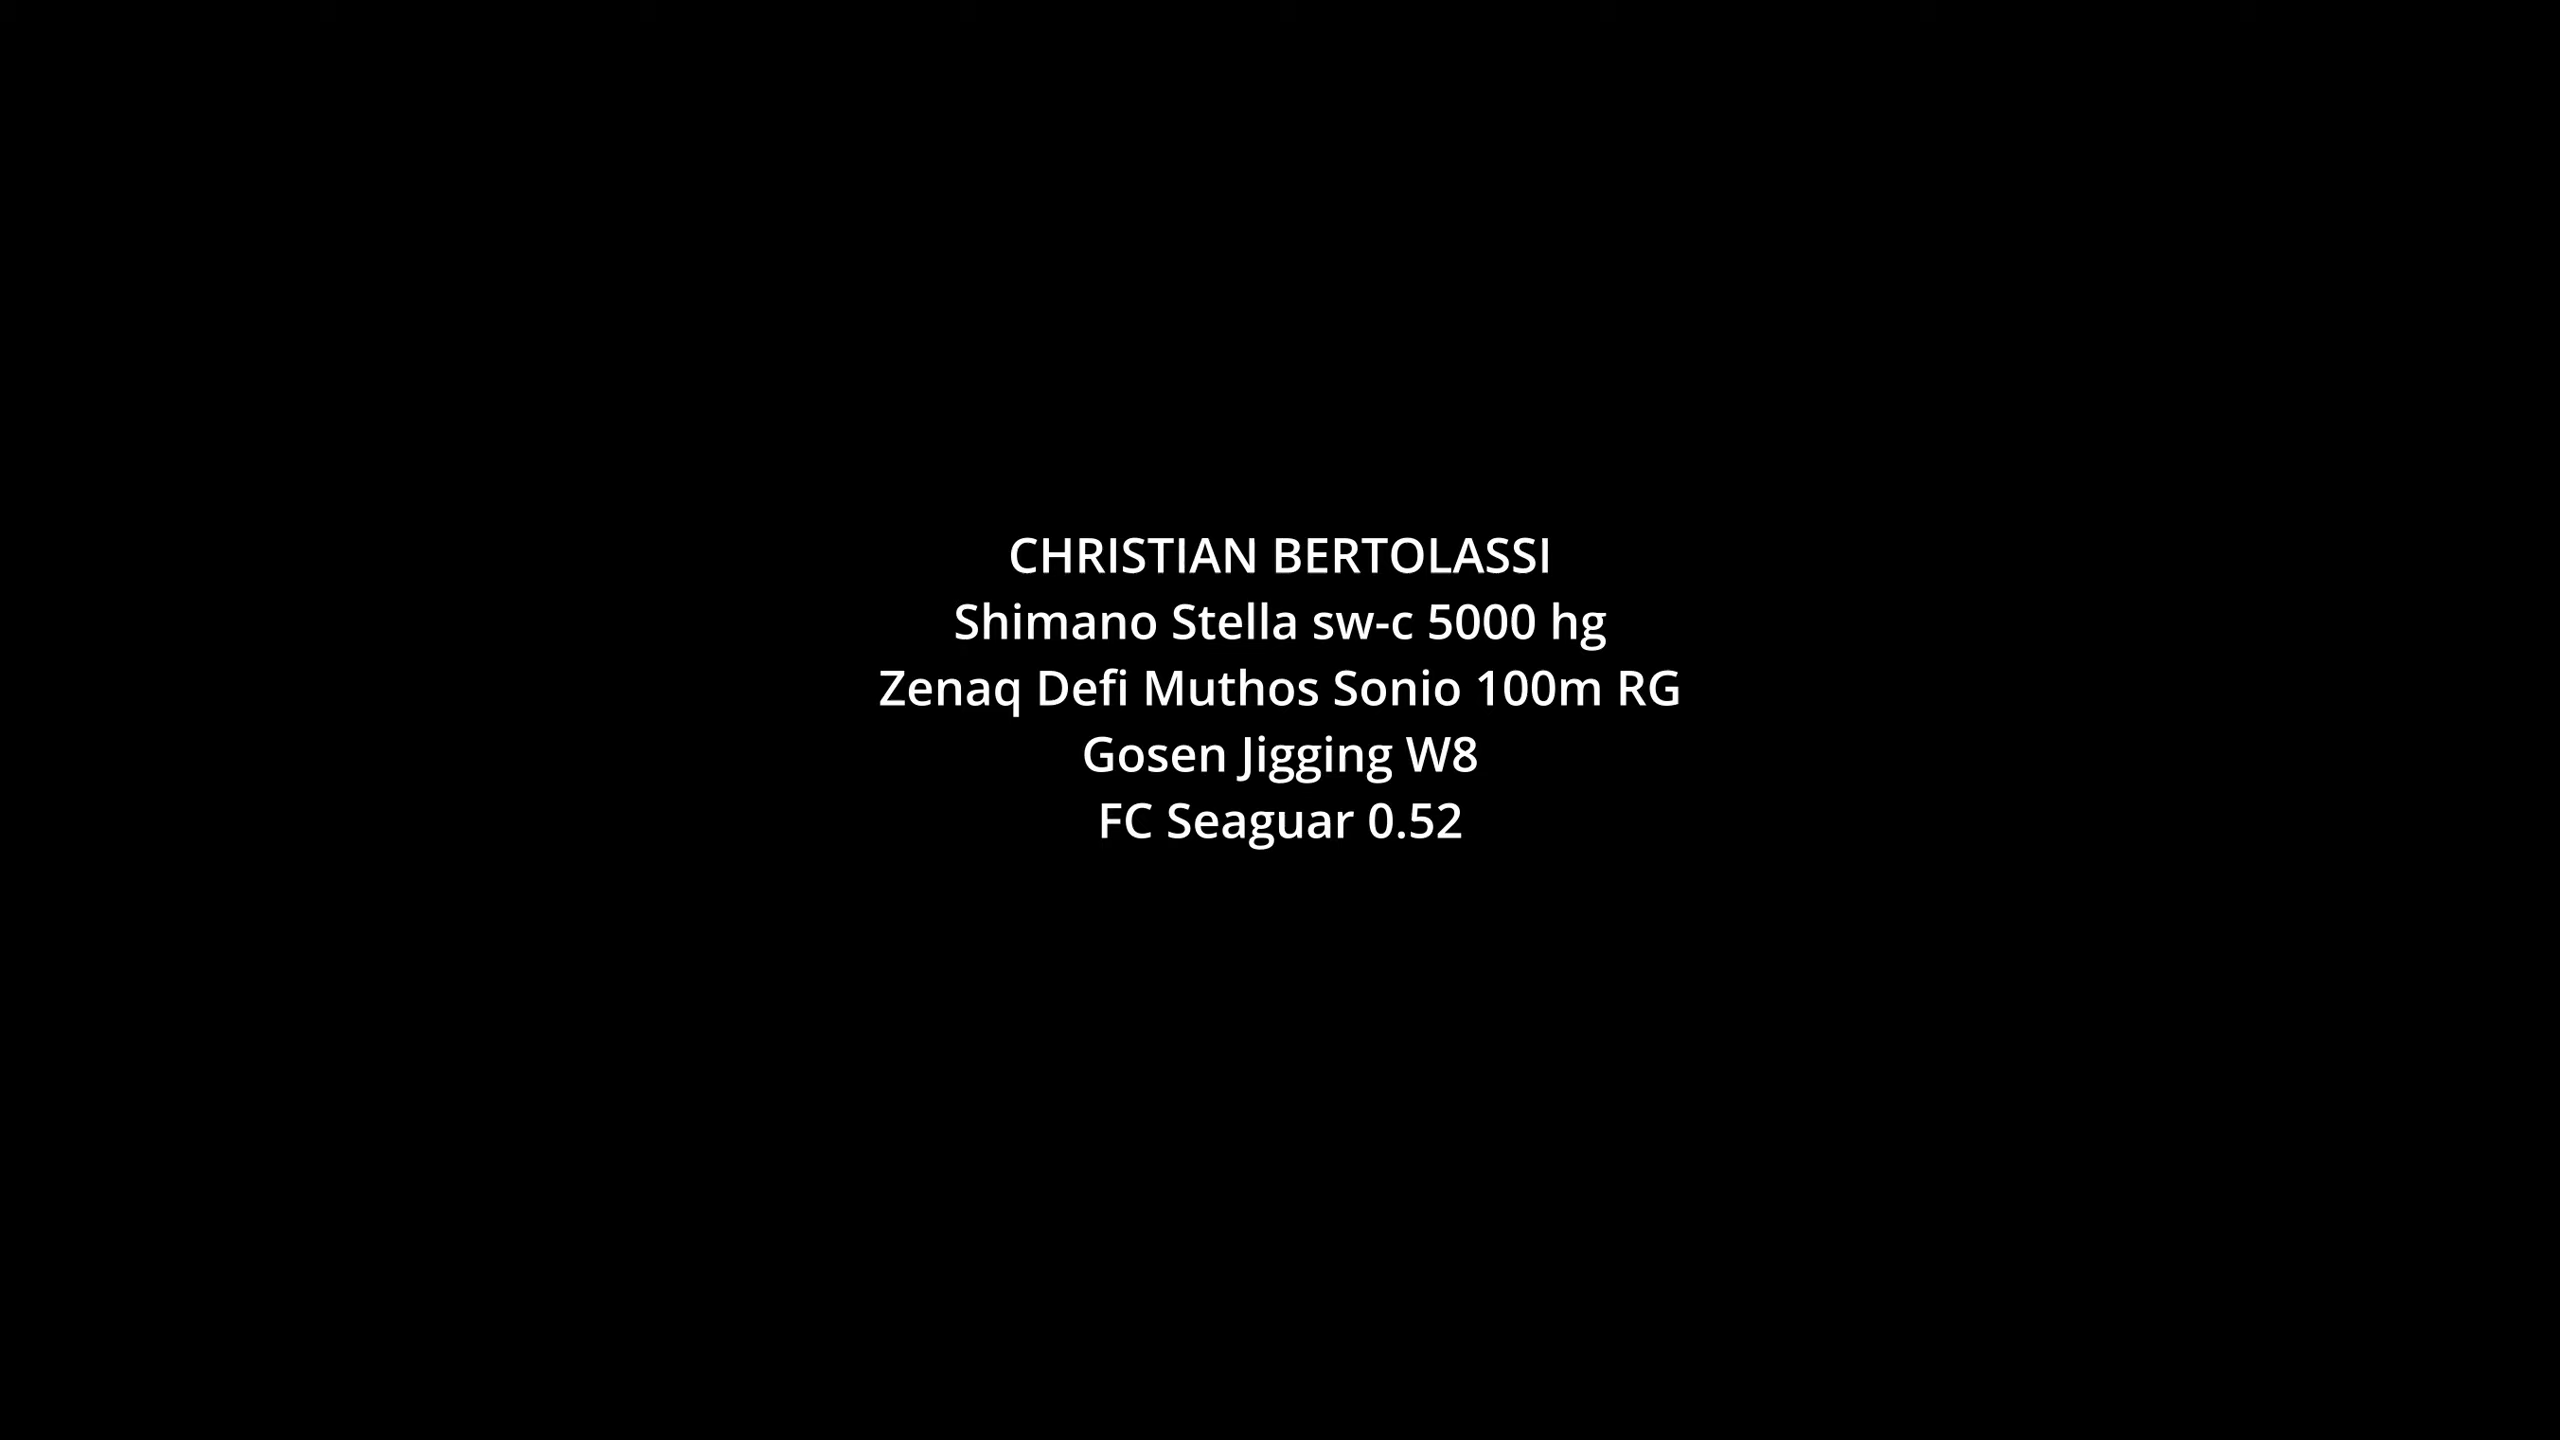 CHRISTIAN BERTOLASSI
Shimano Stella sw-c 5000 hg
Zenaq Defi Muthos Sonio 100m RG
Gosen Jigging W8
FC Seaguar 0.52